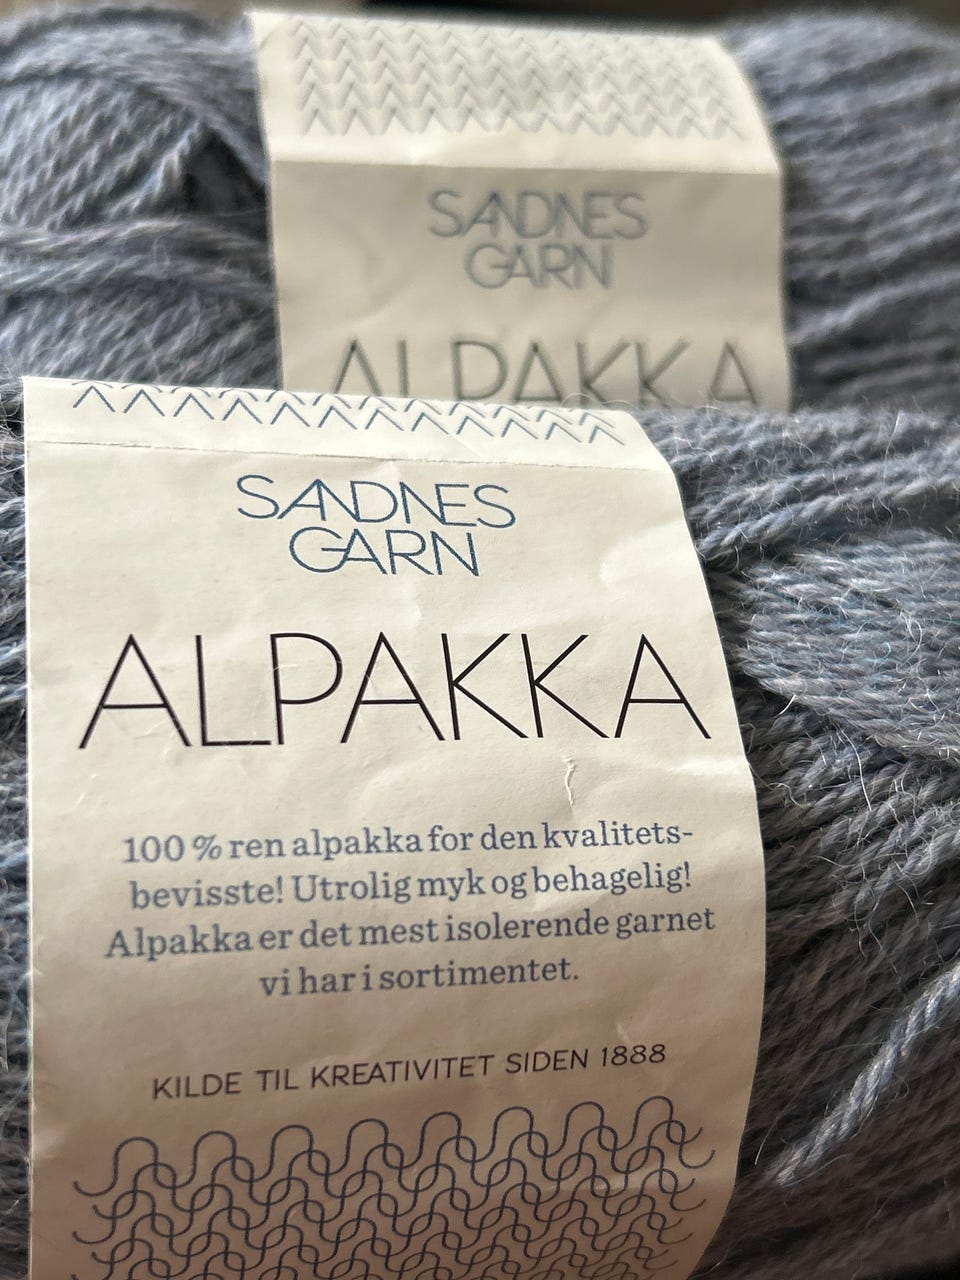 SANDNES
GARN
ALPAKKA
SANDNES
GARN
ALPAKKA
100 % ren alpakka for den kvalitets-
bevisste! Utrolig myk og behagelig!
Alpakka er det mest isolerende garnet
vi har i sortimentet.
KILDE TIL KREATIVITET SIDEN 1888